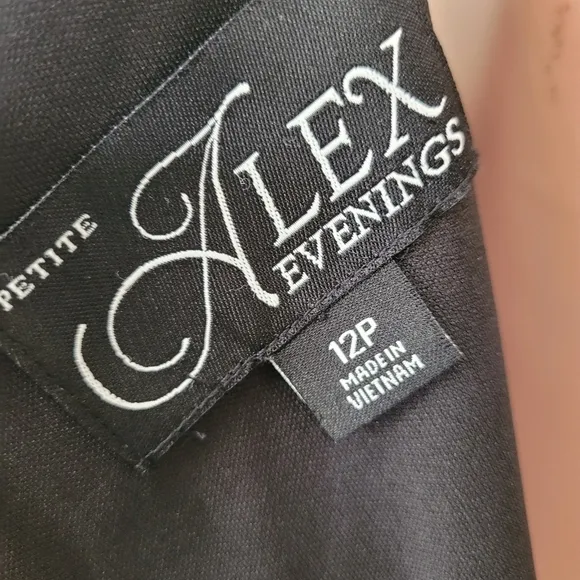 PETITE
ALEX
EVENINGS
12P
MADE IN
VIETNAM